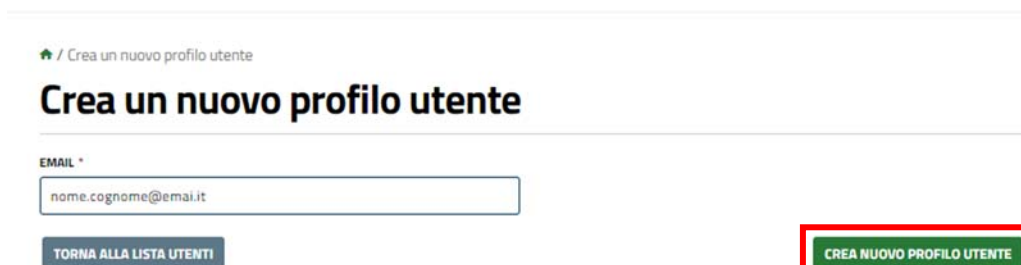 / Crea un nuovo profilo utente
Crea un nuovo profilo utente
EMAIL *
nome.cognome@emai.it
TORNA ALLA LISTA UTENTI
CREA NUOVO PROFILO UTENTE